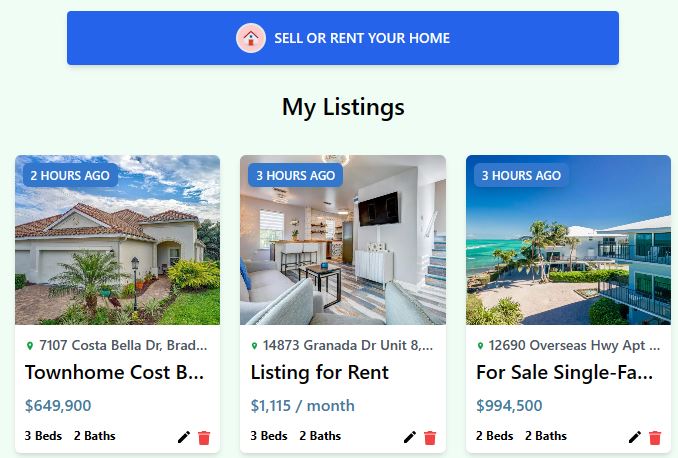 SELL OR RENT YOUR HOME
My Listings
2 HOURS AGO
3 HOURS AGO
3 HOURS AGO
7107 Costa Bella Dr, Brad...
14873 Granada Dr Unit 8,...
12690 Overseas Hwy Apt ...
Townhome Cost B...
Listing for Rent
For Sale Single-Fa...
$649,900
$1,115 / month
$994,500
3 Beds 2 Baths
3 Beds 2 Baths
2 Beds 2 Baths